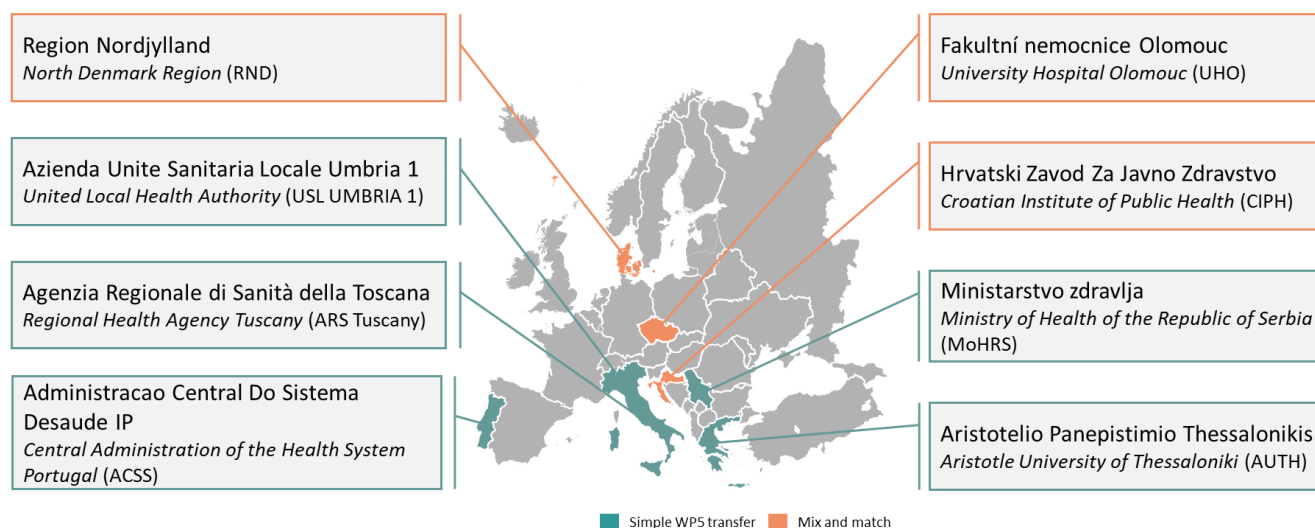 Region Nordjylland
North Denmark Region (RND)
Azienda Unite Sanitaria Locale Umbria 1
United Local Health Authority (USL UMBRIA 1)
Agenzia Regionale di Sanità della Toscana
Regional Health Agency Tuscany (ARS Tuscany)
Administracao Central Do Sistema
Desaude IP
Central Administration of the Health System
Portugal (ACSS)
Fakultní nemocnice Olomouc
University Hospital Olomouc (UHO)
Hrvatski Zavod Za Javno Zdravstvo
Croatian Institute of Public Health (CIPH)
Ministarstvo zdravlja
Ministry of Health of the Republic of Serbia
(MoHRS)
Aristotelio Panepistimio Thessalonikis
Aristotle University of Thessaloniki (AUTH)
Simple WP5 transfer
Mix and match